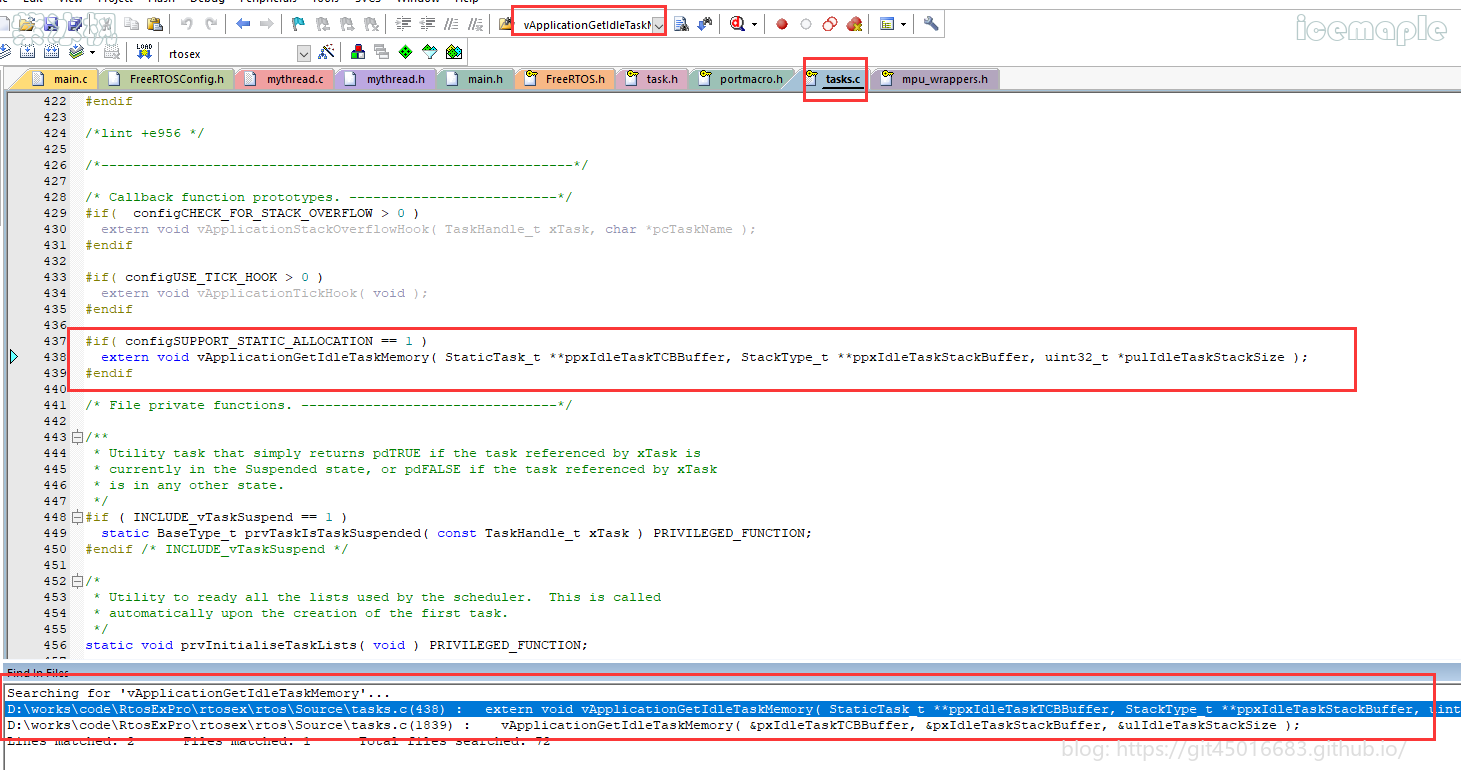 Project Flash Debug Peripherals Tools SVCS Window Help
vApplicationGetIdleTaskM
icemaple
LOAD
rtosex
main.c FreeRTOSConfig.h mythread.c mythread.h main.h FreeRTOS.h task.h portmacro.h tasks.c mpu_wrappers.h
422 #endif
423
424 /*lint +e956 */
425
426 /*-----------------------------------------------------------*/
427
428 /* Callback function prototypes. --------------------------*/
429 #if(  configCHECK_FOR_STACK_OVERFLOW > 0 )
430   extern void vApplicationStackOverflowHook( TaskHandle_t xTask, char *pcTaskName );
431 #endif
432
433 #if( configUSE_TICK_HOOK > 0 )
434   extern void vApplicationTickHook( void );
435 #endif
436
437 #if( configSUPPORT_STATIC_ALLOCATION == 1 )
438   extern void vApplicationGetIdleTaskMemory( StaticTask_t **ppxIdleTaskTCBBuffer, StackType_t **ppxIdleTaskStackBuffer, uint32_t *pulIdleTaskStackSize );
439 #endif
440
441 /* File private functions. --------------------------------*/
442
443 /**
444  * Utility task that simply returns pdTRUE if the task referenced by xTask is
445  * currently in the Suspended state, or pdFALSE if the task referenced by xTask
446  * is in any other state.
447  */
448 #if ( INCLUDE_vTaskSuspend == 1 )
449   static BaseType_t prvTaskIsTaskSuspended( const TaskHandle_t xTask ) PRIVILEGED_FUNCTION;
450 #endif /* INCLUDE_vTaskSuspend */
451
452 /*
453  * Utility to ready all the lists used by the scheduler.  This is called
454  * automatically upon the creation of the first task.
455  */
456 static void prvInitialiseTaskLists( void ) PRIVILEGED_FUNCTION;
Find In Files
Searching for 'vApplicationGetIdleTaskMemory'...
D:\works\code\RtosExPro\rtosex\rtos\Source\tasks.c(438) :   extern void vApplicationGetIdleTaskMemory( StaticTask_t **ppxIdleTaskTCBBuffer, StackType_t **ppxIdleTaskStackBuffer, uint
D:\works\code\RtosExPro\rtosex\rtos\Source\tasks.c(1839) :     vApplicationGetIdleTaskMemory( &pxIdleTaskTCBBuffer, &pxIdleTaskStackBuffer, &ulIdleTaskStackSize );
Lines matched: 2     Files matched: 1     Total files searched: 72
blog: https://git45016683.github.io/